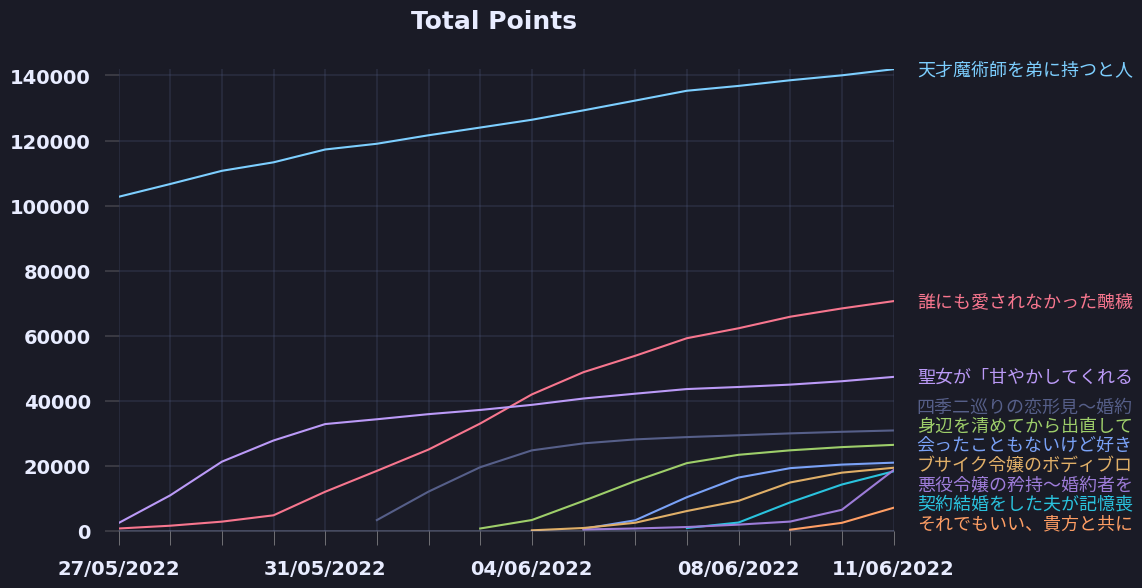 Total Points
140000
120000
100000
80000
60000
40000
20000
0
27/05/2022 31/05/2022 04/06/2022 08/06/2022 11/06/2022
天才魔術師を弟に持つと人
誰にも愛されなかった醜穢
聖女が「甘やかしてくれる
四季二巡りの恋形見～婚約
身辺を清めてから出直して
会ったこともないけど好き
ブサイク令嬢のボディブロ
悪役令嬢の矜持～婚約者を
契約結婚をした夫が記憶喪
それでもいい、貴方と共に